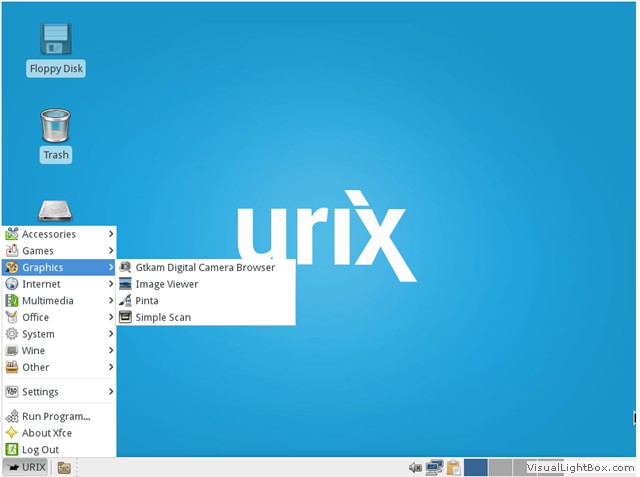 Floppy Disk
Trash
urix
Accessories
Games
Graphics
Internet
Multimedia
Office
System
Wine
Other
Settings
Run Program...
About Xfce
Log Out
Gtkam Digital Camera Browser
Image Viewer
Pinta
Simple Scan
URIX
VisualLightBox.com